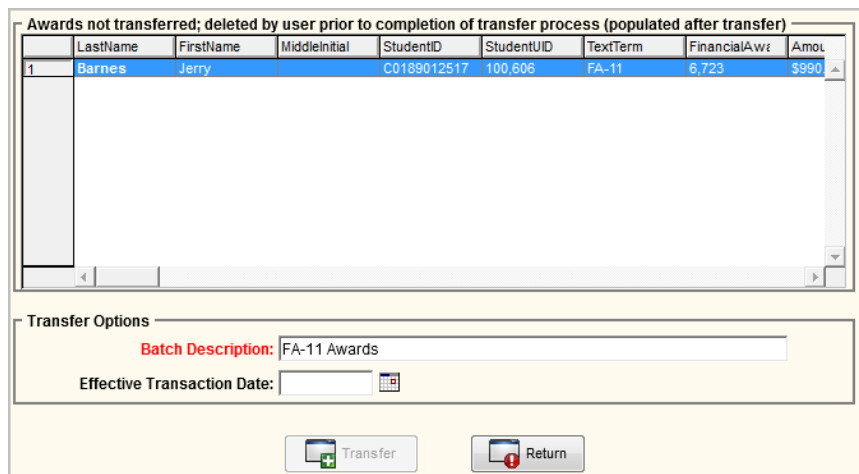 Awards not transferred; deleted by user prior to completion of transfer process (populated after transfer)
LastName FirstName MiddleInitial StudentID StudentUID TextTerm FinancialAwa Amou
1 Barnes Jerry C0189012517 100,606 FA-11 6,723 $990.
Transfer Options
Batch Description: FA-11 Awards
Effective Transaction Date:
Transfer Return